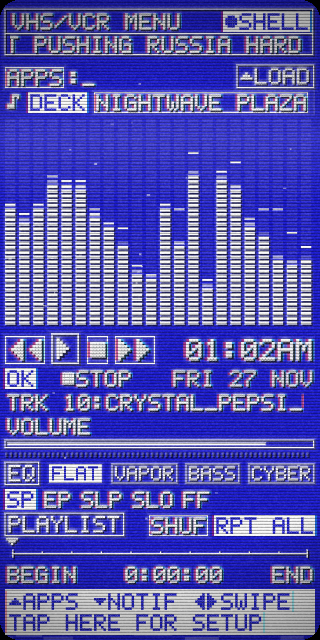 VHS/VCR MENU ●SHELL
T PUSHING RUSSIA HARD
APPS:_ ▲LOAD
DECK NIGHTWAVE PLAZA
01:02AM
OK ■STOP FRI 27 NOV
TRK 10:CRYSTAL_PEPSI_
VOLUME
EQ FLAT VAPOR BASS CYBER
SP EP SLP SLO FF
PLAYLIST SHUF RPT ALL
BEGIN 0:00:00 END
▲APPS ▼NOTIF ◀▶SWIPE
TAP HERE FOR SETUP